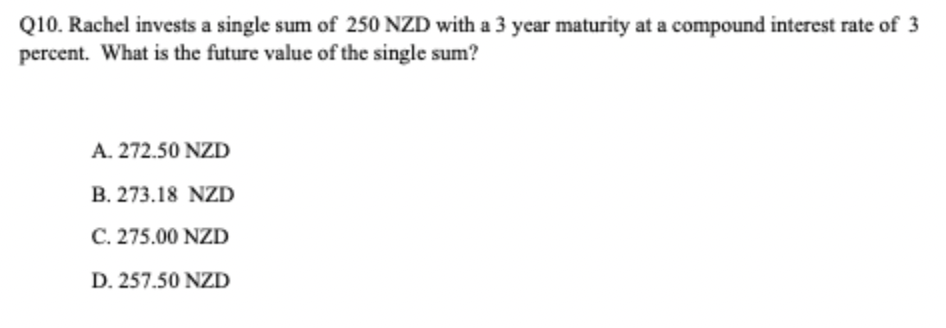 Q10. Rachel invests a single sum of 250 NZD with a 3 year maturity at a compound interest rate of 3
percent. What is the future value of the single sum?
A. 272.50 NZD
B. 273.18 NZD
C. 275.00 NZD
D. 257.50 NZD